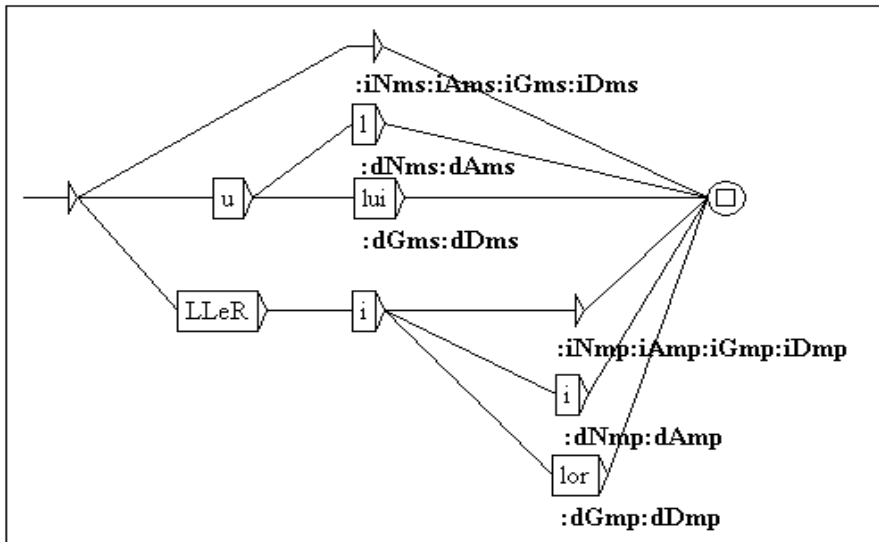 :iNms:iAms:iGms:iDms
l
:dNms:dAms
u
lui
:dGms:dDms
LLeR
i
:iNmp:iAmp:iGmp:iDmp
i
:dNmp:dAmp
lor
:dGmp:dDmp